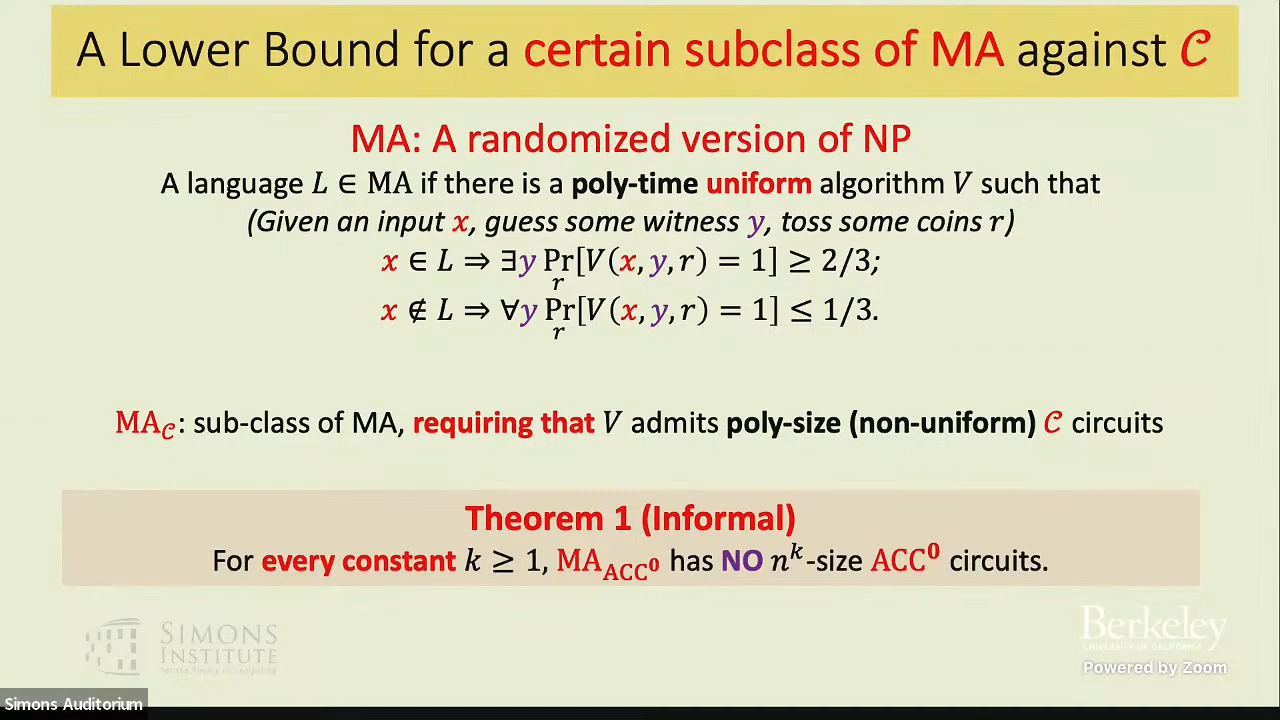 A Lower Bound for a certain subclass of MA against 𝒞
MA: A randomized version of NP
A language L ∈ MA if there is a poly-time uniform algorithm V such that
(Given an input x, guess some witness y, toss some coins r)
x ∈ L ⇒ ∃y Pr_r[V(x, y, r) = 1] ≥ 2/3;
x ∉ L ⇒ ∀y Pr_r[V(x, y, r) = 1] ≤ 1/3.
MA_𝒞: sub-class of MA, requiring that V admits poly-size (non-uniform) 𝒞 circuits
Theorem 1 (Informal)
For every constant k ≥ 1, MA_ACC⁰ has NO n^k-size ACC⁰ circuits.
SIMONS
INSTITUTE
for the Theory of Computing
Berkeley
UNIVERSITY OF CALIFORNIA
Powered by Zoom
Simons Auditorium